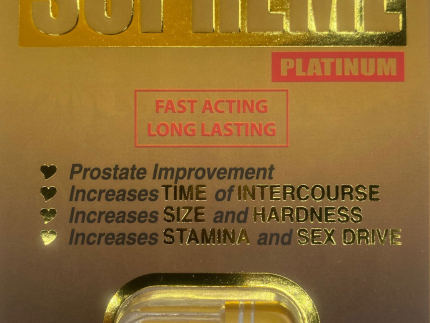 SUPREME
PLATINUM
FAST ACTING
LONG LASTING
Prostate Improvement
Increases TIME of INTERCOURSE
Increases SIZE and HARDNESS
Increases STAMINA and SEX DRIVE